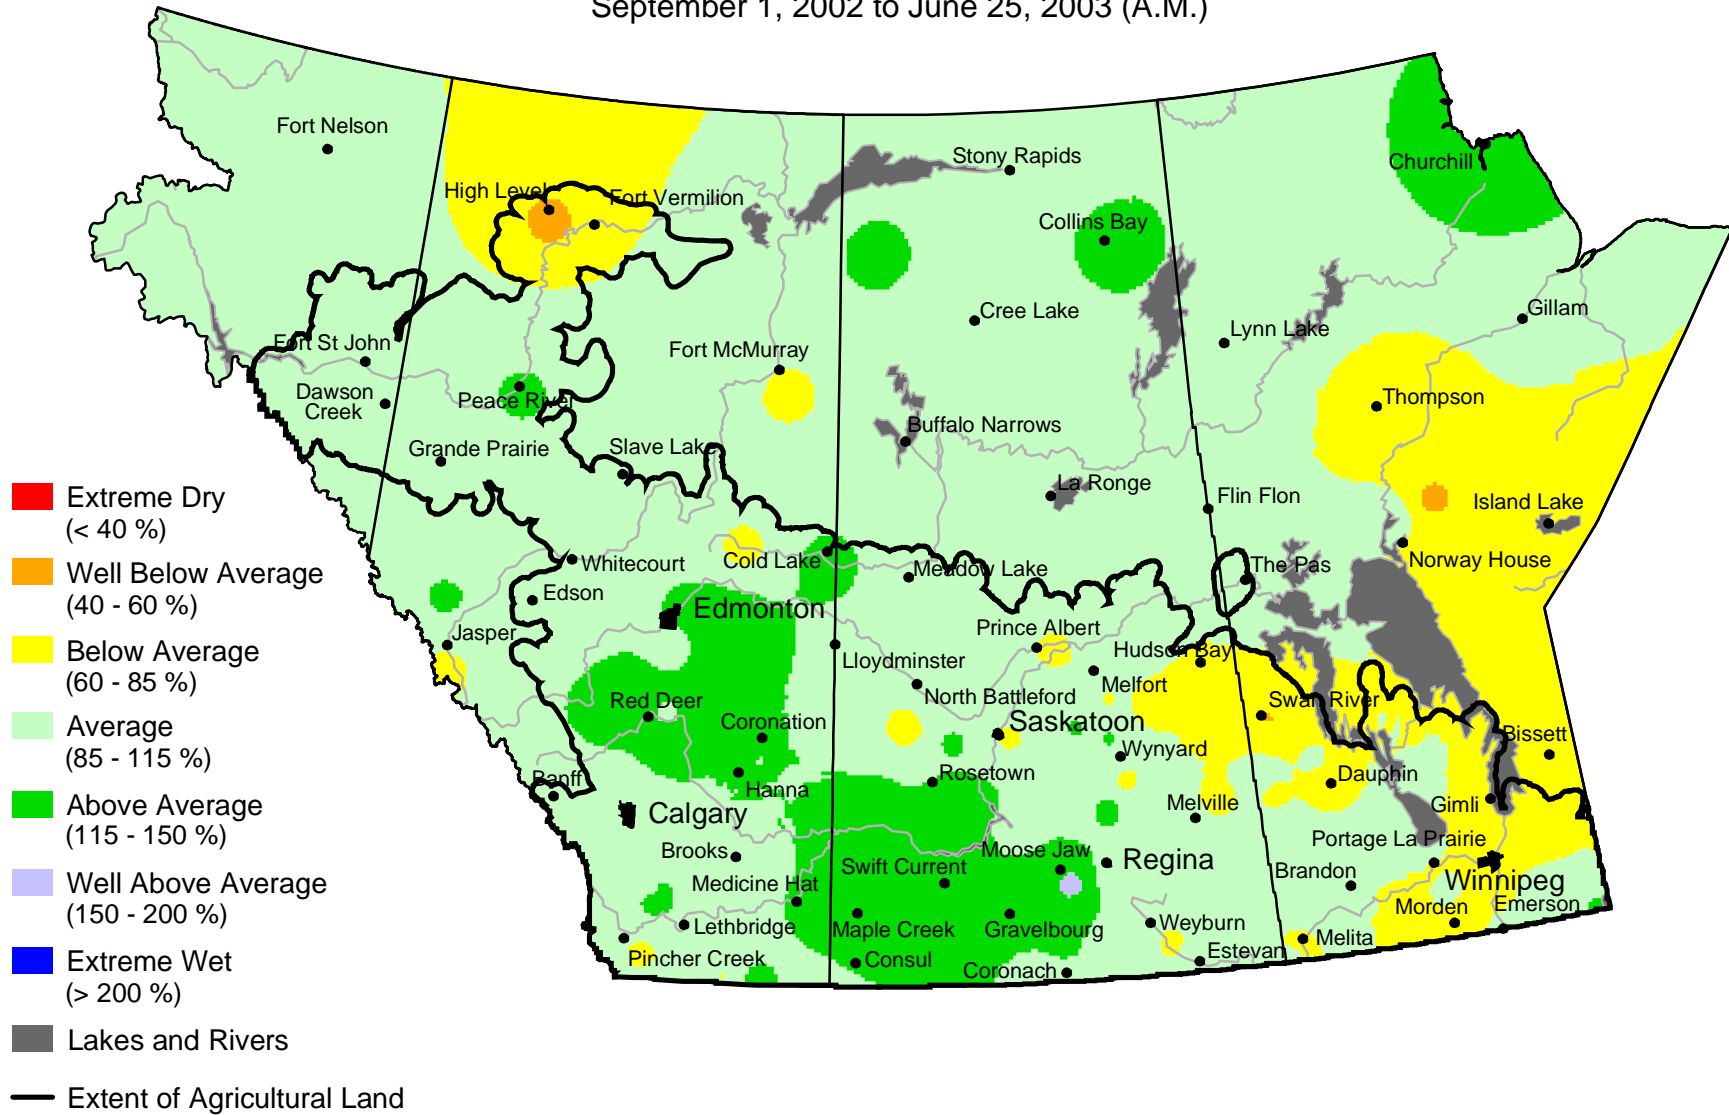 September 1, 2002 to June 25, 2003 (A.M.)
Fort Nelson
Stony Rapids
Churchill
High Level
Fort Vermilion
Collins Bay
Cree Lake
Gillam
Lynn Lake
Fort St John
Fort McMurray
Dawson
Creek
Peace River
Thompson
Buffalo Narrows
Grande Prairie
Slave Lake
La Ronge
Flin Flon
Island Lake
Extreme Dry
(< 40 %)
Well Below Average
(40 - 60 %)
Below Average
(60 - 85 %)
Average
(85 - 115 %)
Above Average
(115 - 150 %)
Well Above Average
(150 - 200 %)
Extreme Wet
(> 200 %)
Lakes and Rivers
Extent of Agricultural Land
Whitecourt
Cold Lake
Meadow Lake
The Pas
Norway House
Edson
Edmonton
Jasper
Prince Albert
Hudson Bay
Lloydminster
North Battleford
Melfort
Red Deer
Swan River
Coronation
Saskatoon
Bissett
Wynyard
Banff
Hanna
Rosetown
Dauphin
Calgary
Melville
Gimli
Portage La Prairie
Brooks
Swift Current
Moose Jaw
Regina
Brandon
Medicine Hat
Winnipeg
Lethbridge
Maple Creek
Gravelbourg
Weyburn
Morden
Emerson
Pincher Creek
Consul
Coronach
Estevan
Melita